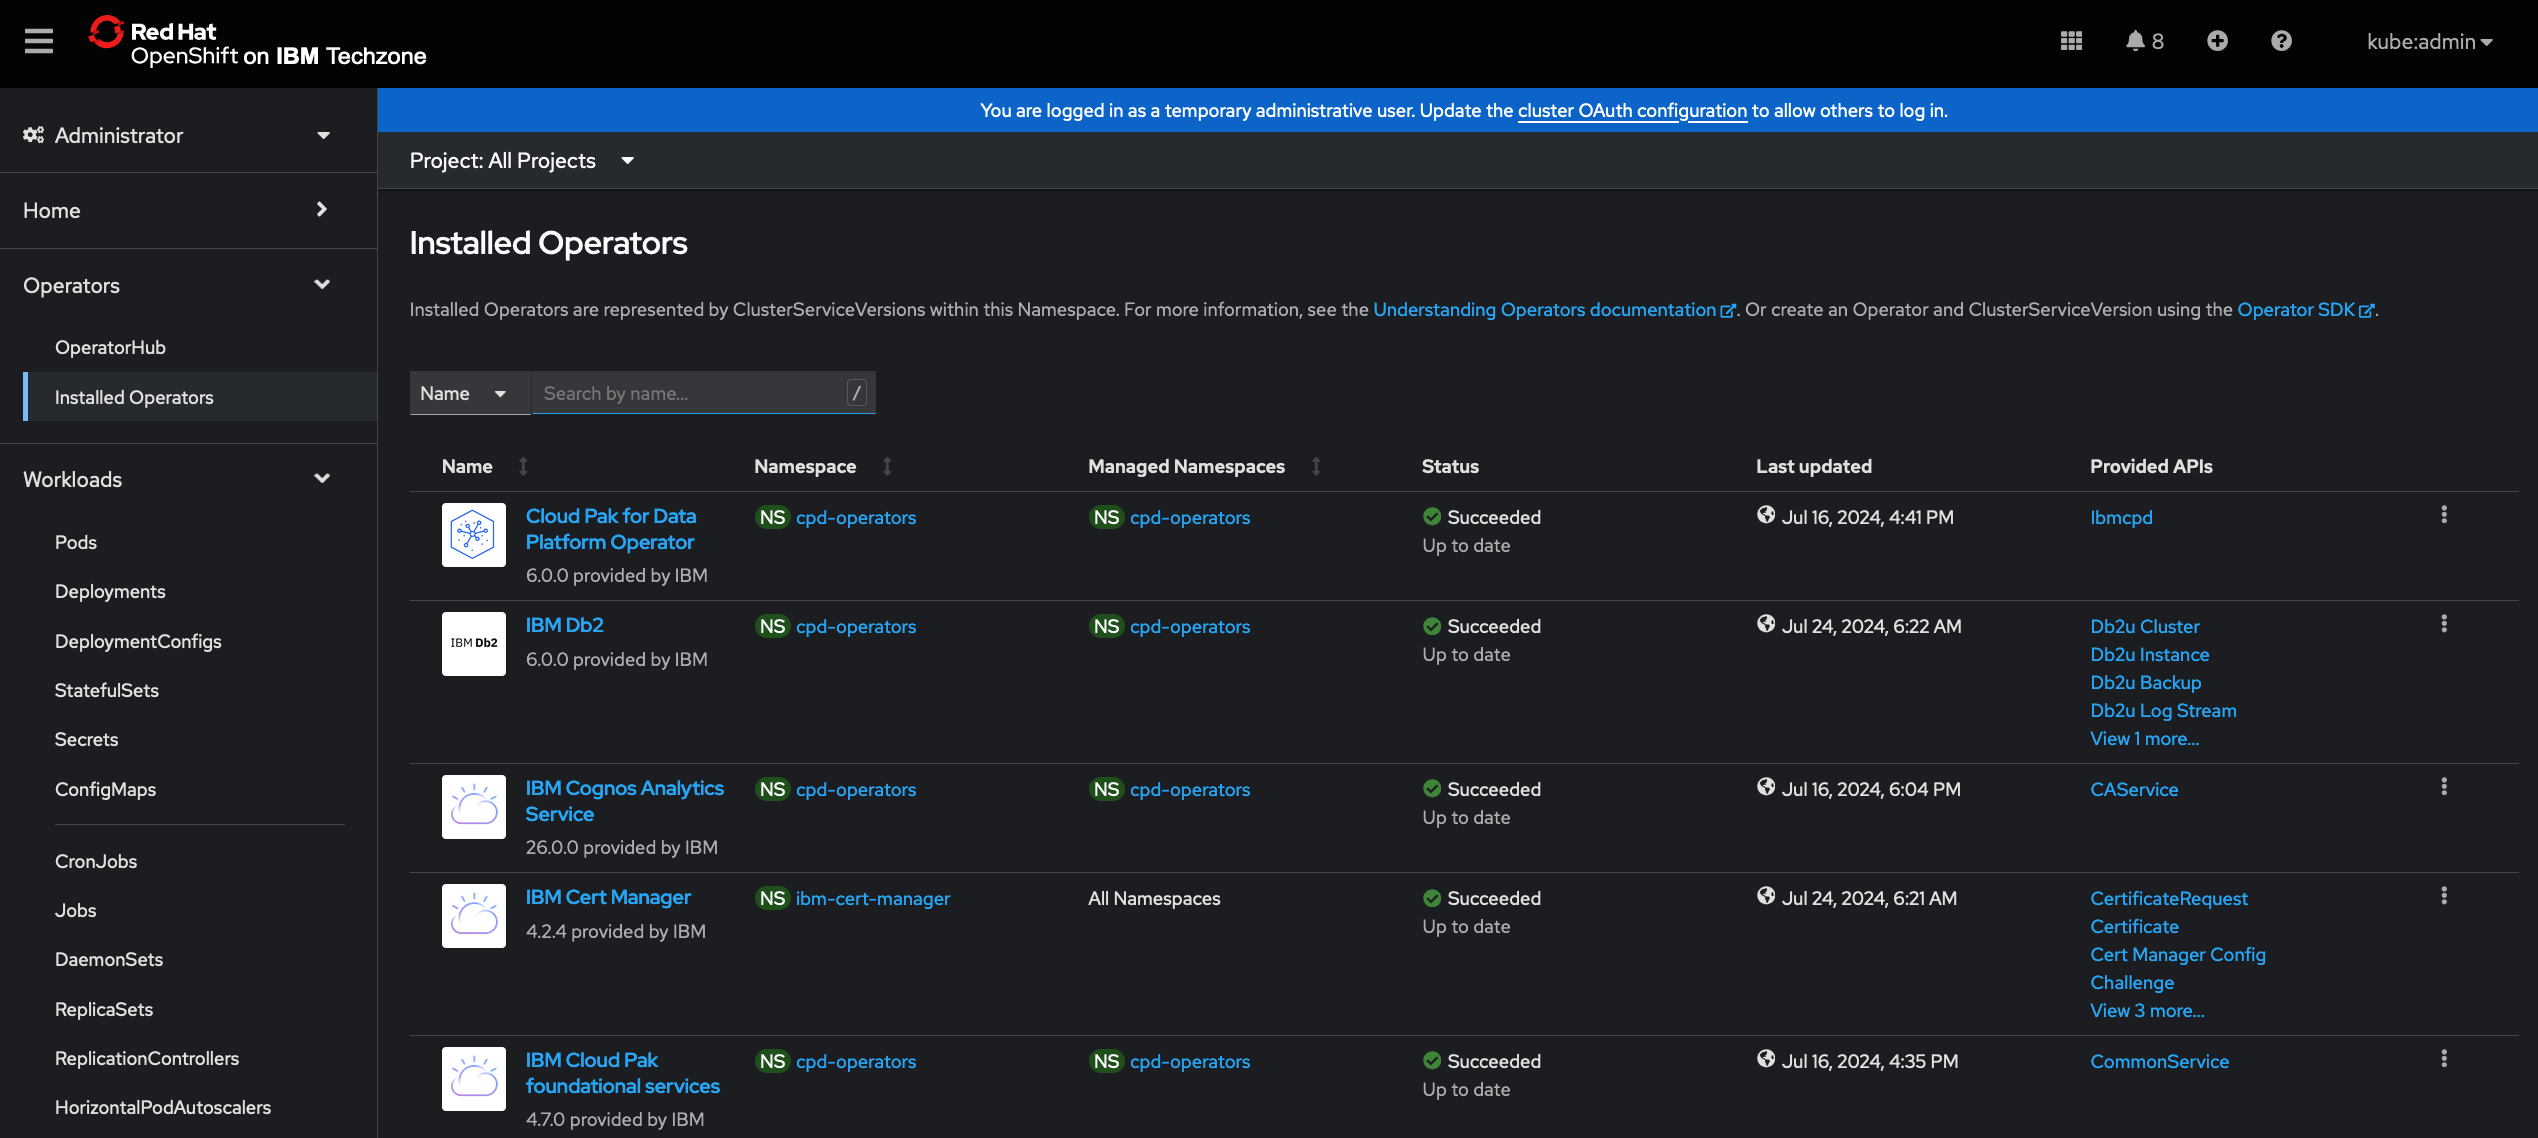 Red Hat
OpenShift on IBM Techzone
8
kube:admin
Administrator
You are logged in as a temporary administrative user. Update the cluster OAuth configuration to allow others to log in.
Project: All Projects
Home
Operators
OperatorHub
Installed Operators
Workloads
Pods
Deployments
DeploymentConfigs
StatefulSets
Secrets
ConfigMaps
CronJobs
Jobs
DaemonSets
ReplicaSets
ReplicationControllers
HorizontalPodAutoscalers
Installed Operators
Installed Operators are represented by ClusterServiceVersions within this Namespace. For more information, see the Understanding Operators documentation. Or create an Operator and ClusterServiceVersion using the Operator SDK.
Name Search by name... /
Name Namespace Managed Namespaces Status Last updated Provided APIs
Cloud Pak for Data NS cpd-operators NS cpd-operators Succeeded Jul 16, 2024, 4:41 PM Ibmcpd
Platform Operator Up to date
6.0.0 provided by IBM
IBM Db2 IBM Db2 NS cpd-operators NS cpd-operators Succeeded Jul 24, 2024, 6:22 AM Db2u Cluster
6.0.0 provided by IBM Up to date Db2u Instance
Db2u Backup
Db2u Log Stream
View 1 more...
IBM Cognos Analytics NS cpd-operators NS cpd-operators Succeeded Jul 16, 2024, 6:04 PM CAService
Service Up to date
26.0.0 provided by IBM
IBM Cert Manager NS ibm-cert-manager All Namespaces Succeeded Jul 24, 2024, 6:21 AM CertificateRequest
4.2.4 provided by IBM Up to date Certificate
Cert Manager Config
Challenge
View 3 more...
IBM Cloud Pak NS cpd-operators NS cpd-operators Succeeded Jul 16, 2024, 4:35 PM CommonService
foundational services Up to date
4.7.0 provided by IBM